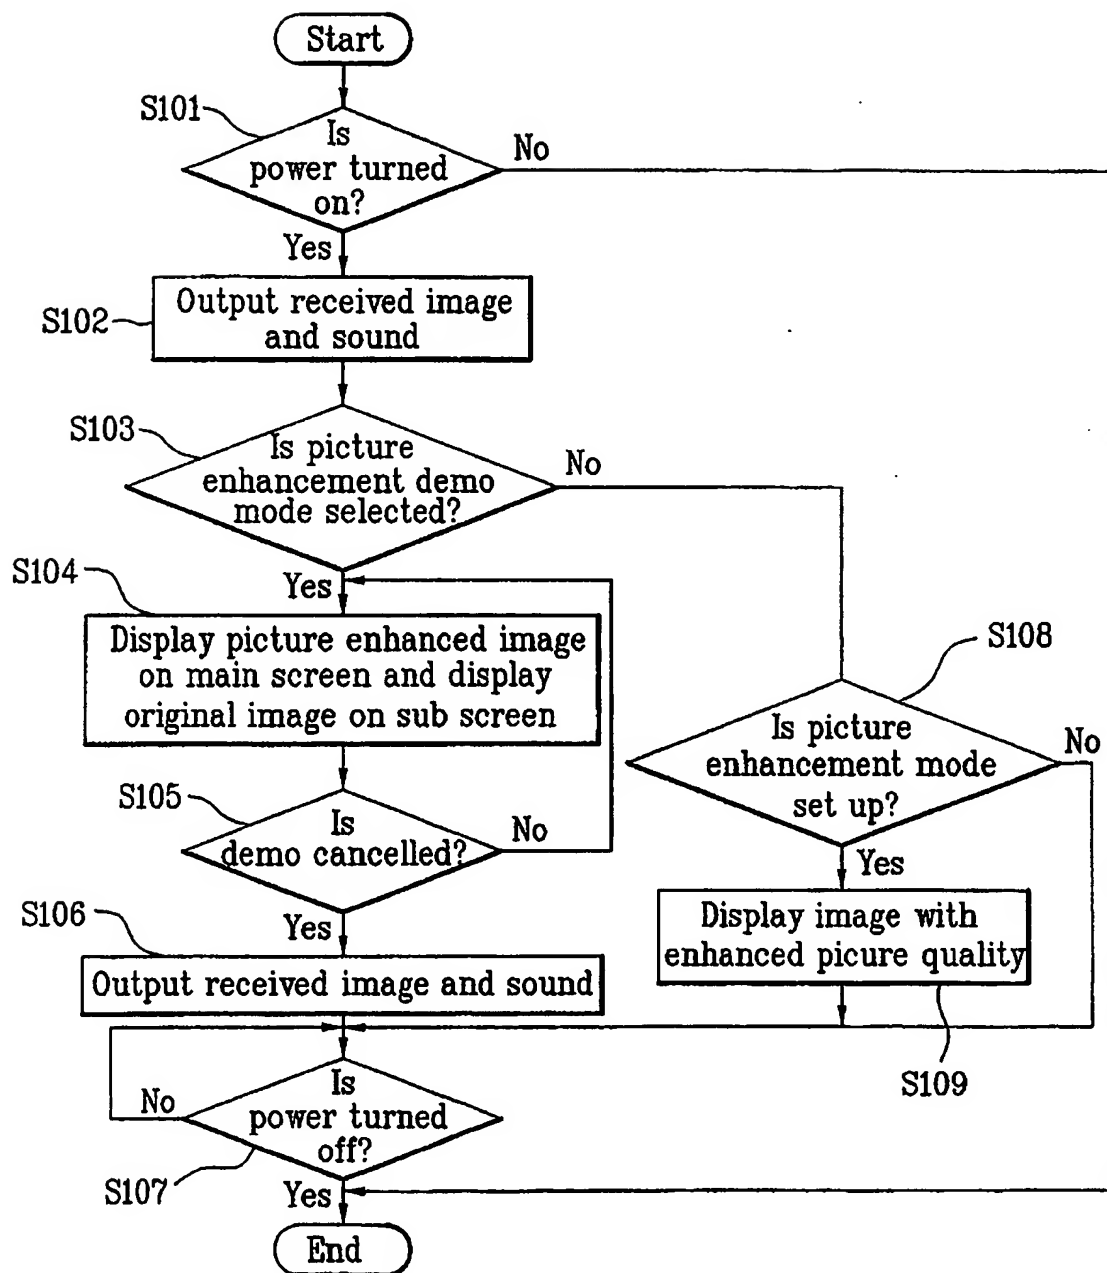 Start
S101
Is
power turned
on?
No
Yes
S102
Output received image
and sound
S103
Is picture
enhancement demo
mode selected?
No
Yes
S104
Display picture enhanced image
on main screen and display
original image on sub screen
S105
Is
demo cancelled?
No
Yes
S106
Output received image and sound
S108
Is picture
enhancement mode
set up?
No
Yes
Display image with
enhanced picure quality
S109
Is
power turned
off?
No
S107
Yes
End